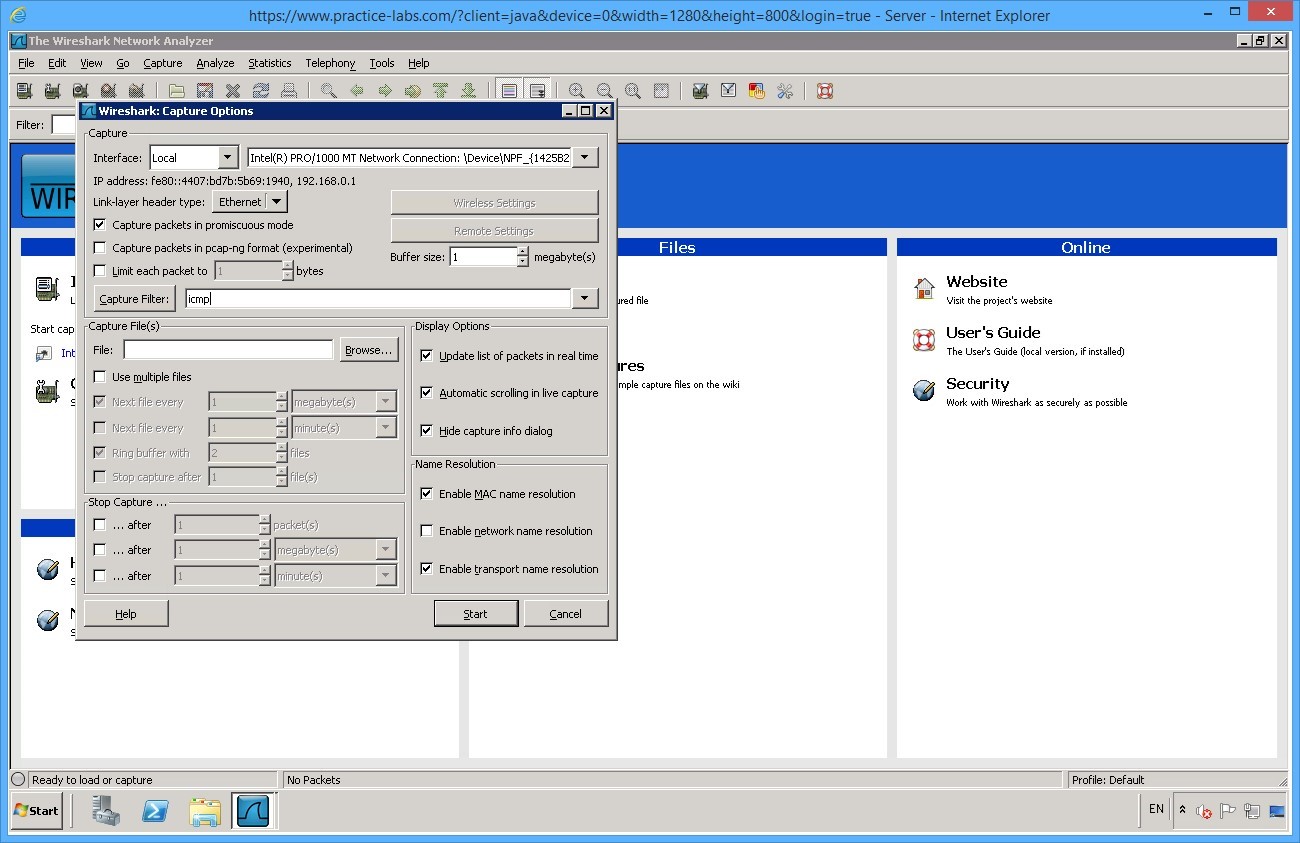 https://www.practice-labs.com/?client=java&device=0&width=1280&height=800&login=true - Server - Internet Explorer
The Wireshark Network Analyzer
File Edit View Go Capture Analyze Statistics Telephony Tools Help
Filter:
Wireshark: Capture Options
Capture
Interface: Local Intel(R) PRO/1000 MT Network Connection: \Device\NPF_{1425B2
IP address: fe80::4407:bd7b:5b69:1940, 192.168.0.1
Link-layer header type: Ethernet
Wireless Settings
Capture packets in promiscuous mode
Remote Settings
Capture packets in pcap-ng format (experimental)
Buffer size: 1 megabyte(s)
Limit each packet to 1 bytes
Capture Filter: icmp
Capture File(s)
File: Browse...
Use multiple files
Next file every 1 megabyte(s)
Next file every 1 minute(s)
Ring buffer with 2 files
Stop capture after 1 file(s)
Stop Capture ...
... after 1 packet(s)
... after 1 megabyte(s)
... after 1 minute(s)
Display Options
Update list of packets in real time
Automatic scrolling in live capture
Hide capture info dialog
Name Resolution
Enable MAC name resolution
Enable network name resolution
Enable transport name resolution
Help Start Cancel
WIR
Start cap
Int
Files
ured file
ures
mple capture files on the wiki
Online
Website
Visit the project's website
User's Guide
The User's Guide (local version, if installed)
Security
Work with Wireshark as securely as possible
Ready to load or capture No Packets Profile: Default
Start EN